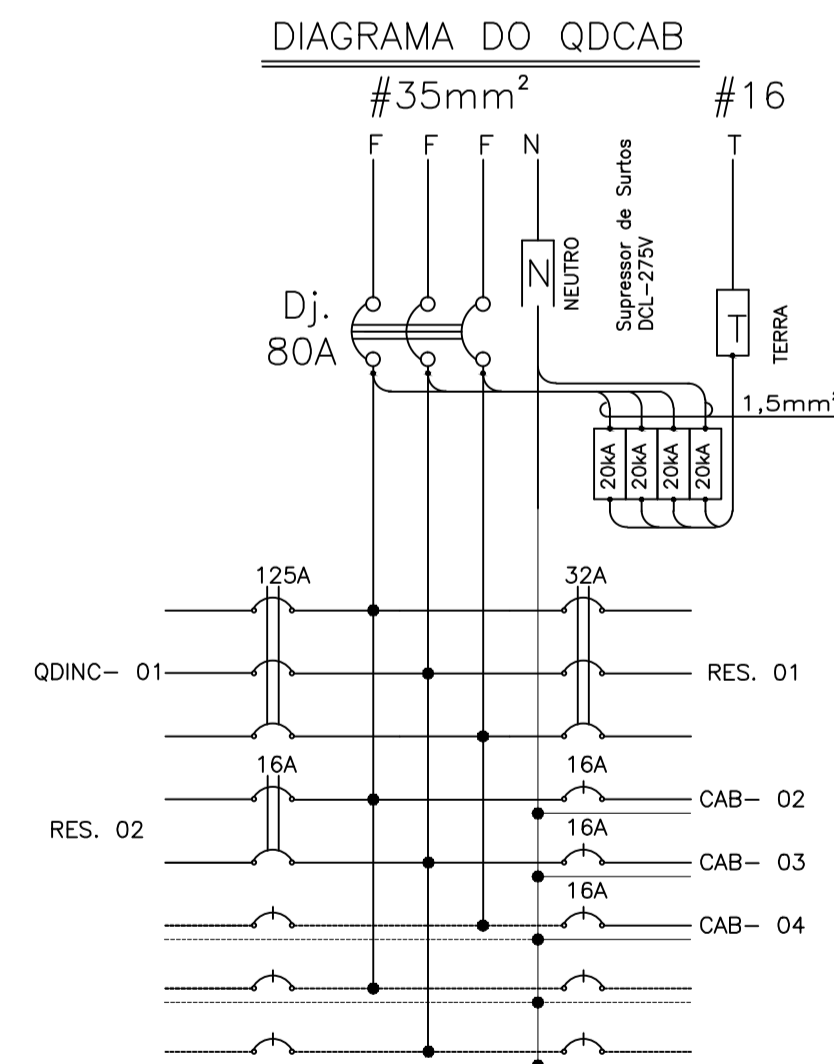 DIAGRAMA DO QDCAB
#35mm² #16
F F F N T
N
NEUTRO
Supressor de Surtos
DCL-275V
T
TERRA
Dj.
80A
1,5mm²
20kA 20kA 20kA 20kA
125A 32A
QDINC- 01 RES. 01
16A 16A
CAB- 02
RES. 02
16A
CAB- 03
16A
CAB- 04